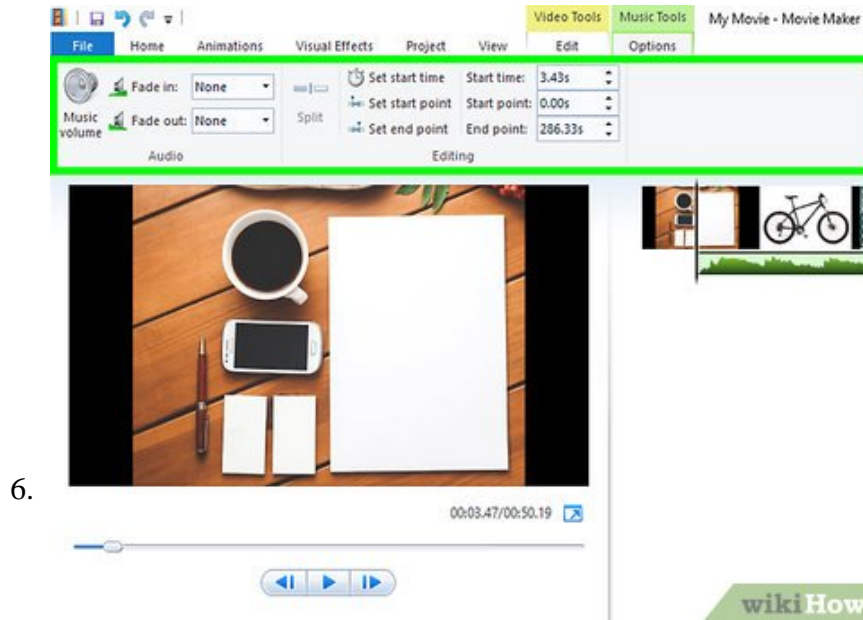 Video Tools Music Tools My Movie - Movie Maker
File Home Animations Visual Effects Project View Edit Options
Fade in: None Set start time Start time: 3.43s
Music volume Fade out: None Split Set start point Start point: 0.00s
Set end point End point: 286.33s
Audio Editing
6.
00:03.47/00:50.19
wikiHow